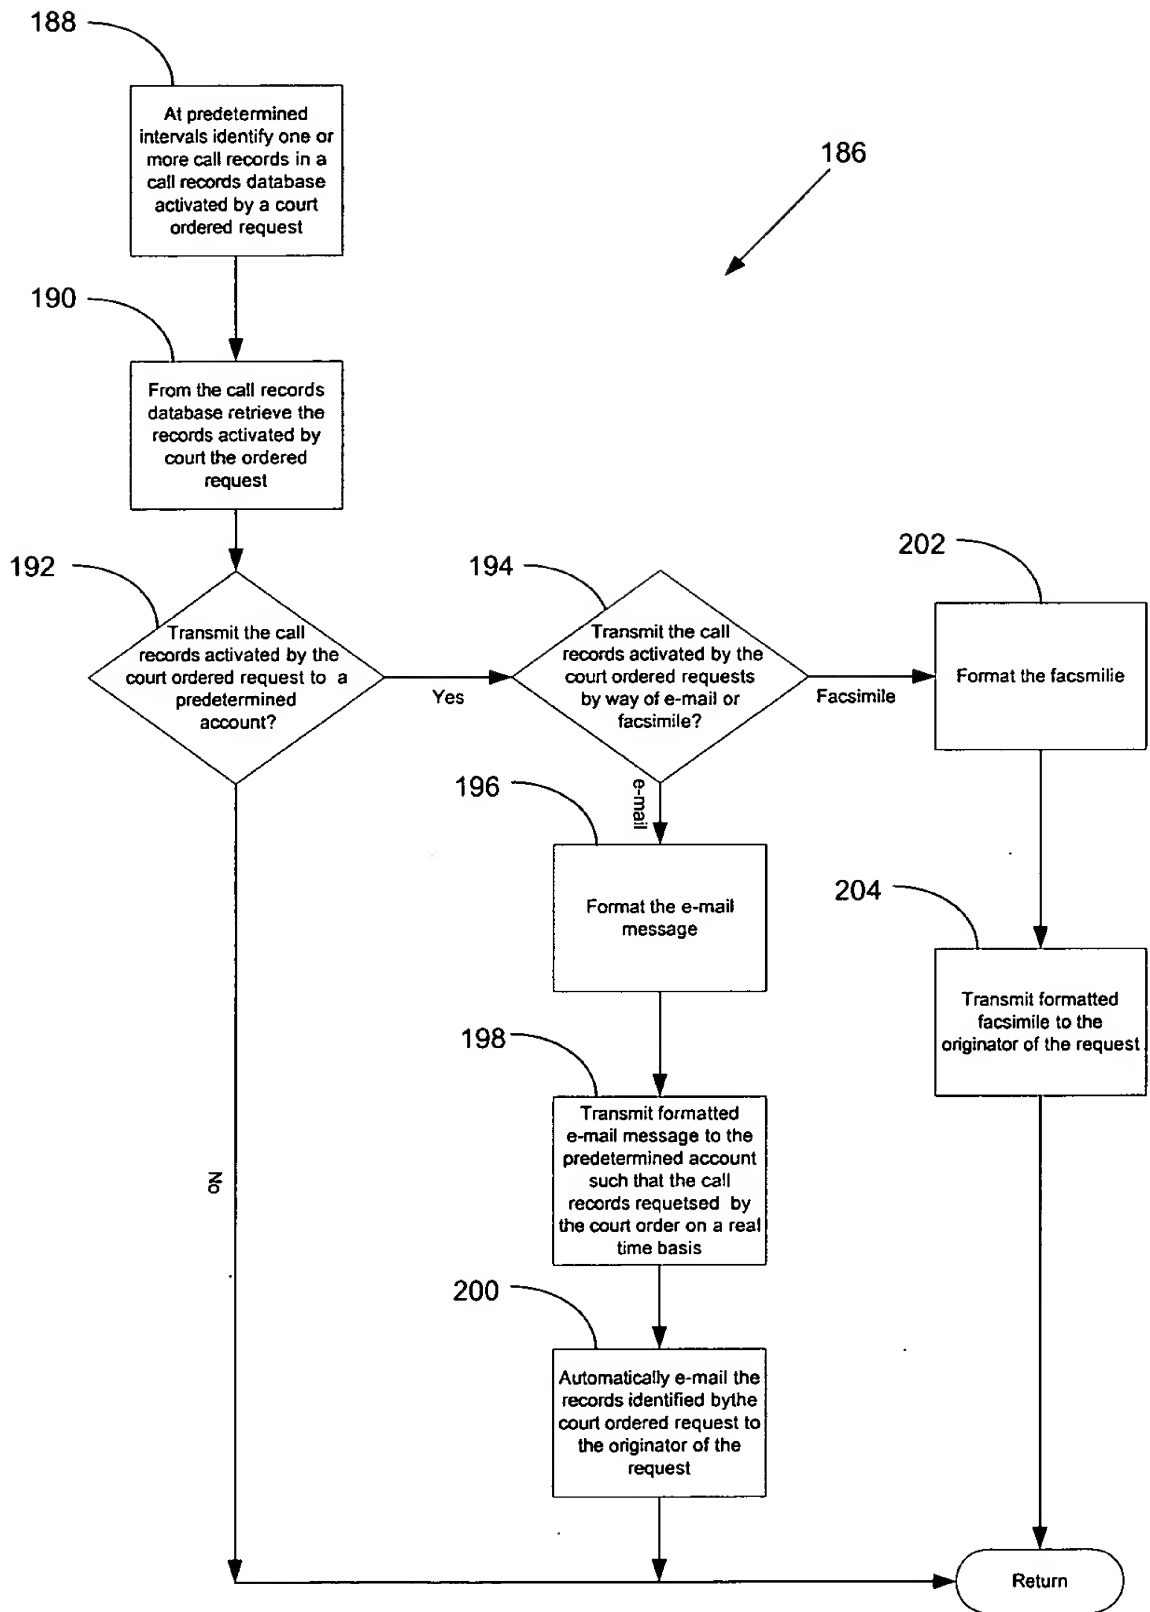 188
At predetermined
intervals identify one or
more call records in a
call records database
activated by a court
ordered request
186
190
From the call records
database retrieve the
records activated by
court the ordered
request
192
Transmit the call
records activated by the
court ordered request to a
predetermined
account?
Yes
No
194
Transmit the call
records activated by the
court ordered requests
by way of e-mail or
facsimile?
Facsimile
e-mail
202
Format the facsmilie
196
Format the e-mail
message
204
Transmit formatted
facsimile to the
originator of the request
198
Transmit formatted
e-mail message to the
predetermined account
such that the call
records requetsed by
the court order on a real
time basis
200
Automatically e-mail the
records identified bythe
court ordered request to
the originator of the
request
Return